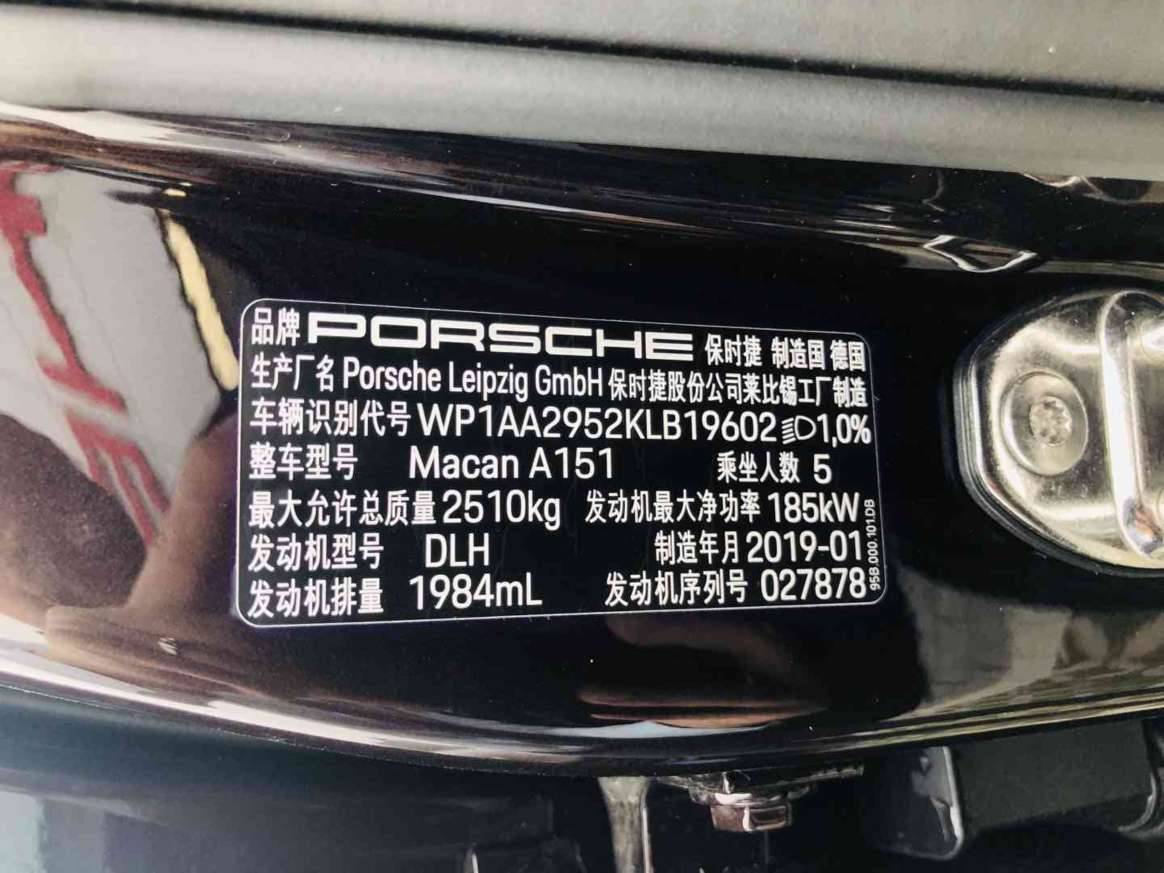 品牌 PORSCHE 保时捷 制造国 德国
生产厂名 Porsche Leipzig GmbH 保时捷股份公司莱比锡工厂制造
车辆识别代号 WP1AA2952KLB19602 1,0%
整车型号 Macan A151 乘坐人数 5
最大允许总质量 2510kg 发动机最大净功率 185kW
发动机型号 DLH 制造年月 2019-01
发动机排量 1984mL 发动机序列号 027878
95B.000.101.DB